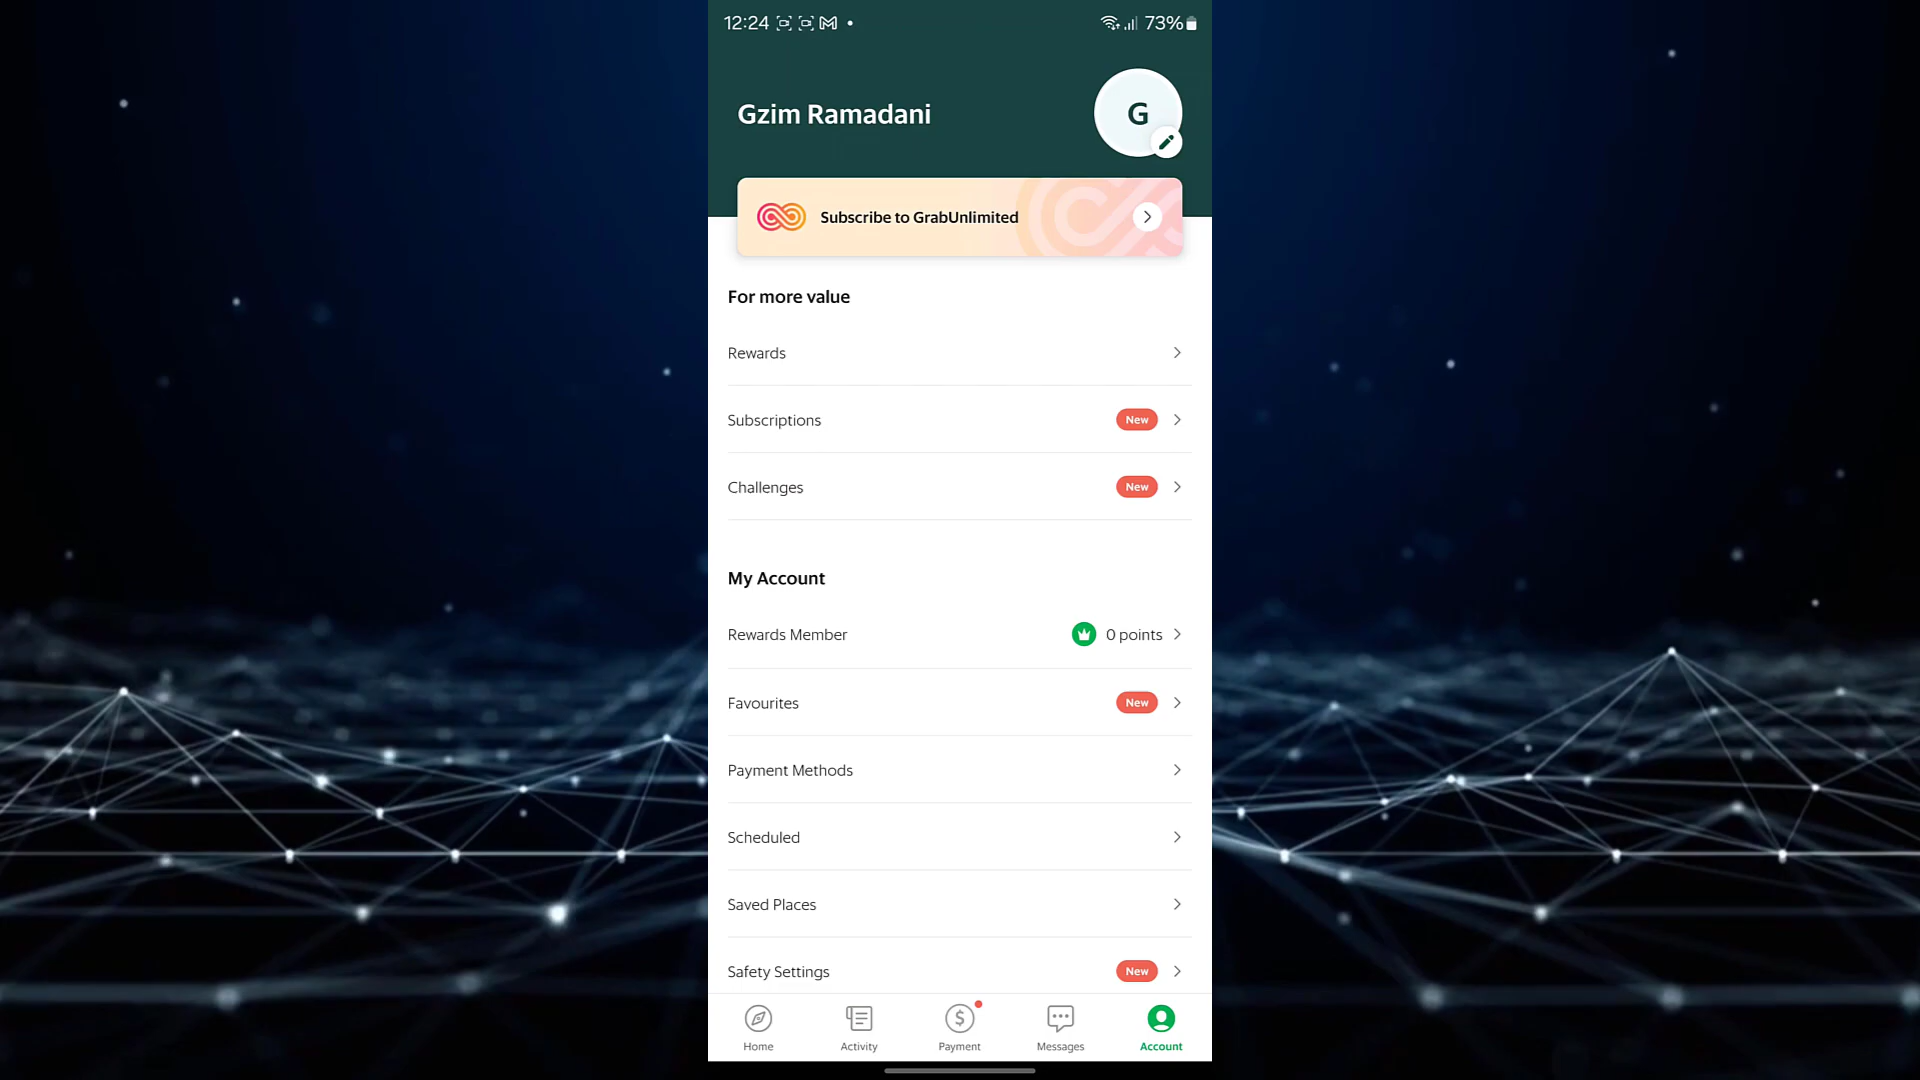 12:24 73%
Gzim Ramadani
G
Subscribe to GrabUnlimited
For more value
Rewards
Subscriptions New
Challenges New
My Account
Rewards Member 0 points
Favourites New
Payment Methods
Scheduled
Saved Places
Safety Settings New
Home Activity Payment Messages Account